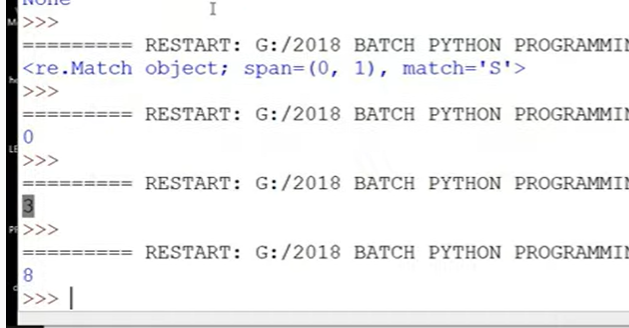 None
>>>
========= RESTART: G:/2018 BATCH PYTHON PROGRAMMIN
<re.Match object; span=(0, 1), match='S'>
>>>
========= RESTART: G:/2018 BATCH PYTHON PROGRAMMIN
0
>>>
========= RESTART: G:/2018 BATCH PYTHON PROGRAMMIN
3
>>>
========= RESTART: G:/2018 BATCH PYTHON PROGRAMMIN
8
>>>